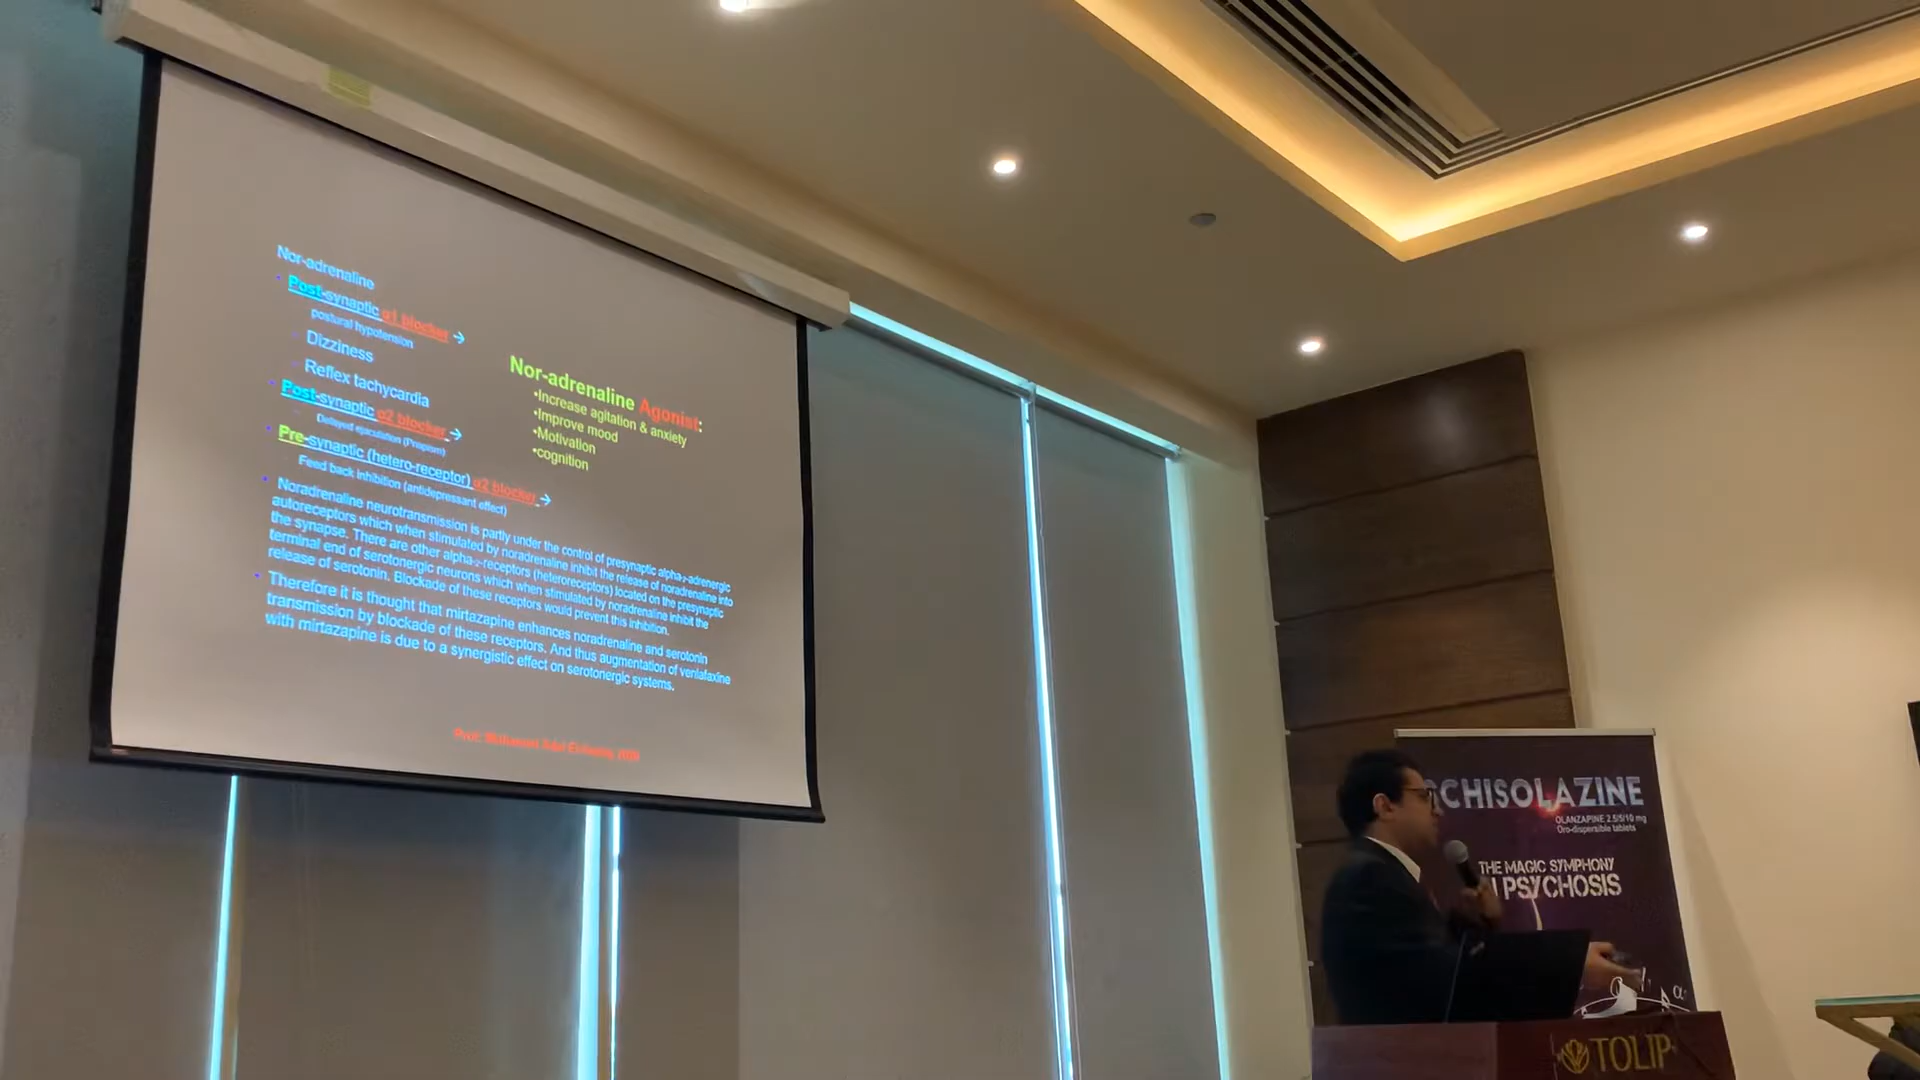 Nor-adrenaline
• Post-synaptic α1 blocker →
postural hypotension
– Dizziness
– Reflex tachycardia
• Post-synaptic α2 blocker →
– Delayed ejaculation (Priapism)
• Pre-synaptic (hetero-receptor) α2 blocker →
Feed back inhibition (antidepressant effect)
• Noradrenaline neurotransmission is partly under the control of presynaptic alpha₂-adrenergic
autoreceptors which when stimulated by noradrenaline inhibit the release of noradrenaline into
the synapse. There are other alpha-₂-receptors (heteroreceptors) located on the presynaptic
terminal end of serotonergic neurons which when stimulated by noradrenaline inhibit the
release of serotonin. Blockade of these receptors would prevent this inhibition.
• Therefore it is thought that mirtazapine enhances noradrenaline and serotonin
transmission by blockade of these receptors. And thus augmentation of venlafaxine
with mirtazapine is due to a synergistic effect on serotonergic systems.
Nor-adrenaline Agonist:
•Increase agitation & anxiety
•Improve mood
•Motivation
•cognition
Prof.
CHISOLAZINE
OLANZAPINE 2.5/5/10 mg
Oro-dispersible tablets
THE MAGIC SYMPHONY
PSYCHOSIS
α
TOLIP